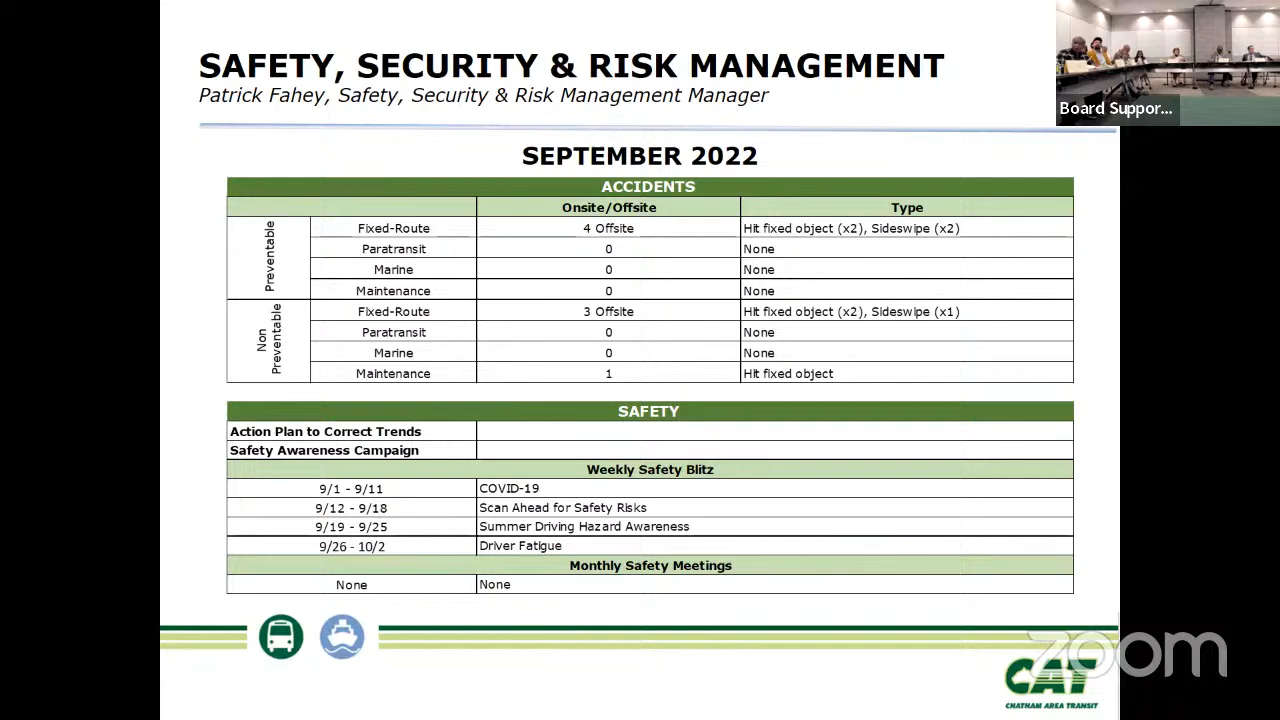 SAFETY, SECURITY & RISK MANAGEMENT
Patrick Fahey, Safety, Security & Risk Management Manager
Board Suppor...
SEPTEMBER 2022
ACCIDENTS
Onsite/Offsite Type
Preventable
Fixed-Route 4 Offsite Hit fixed object (x2), Sideswipe (x2)
Paratransit 0 None
Marine 0 None
Maintenance 0 None
Non
Preventable
Fixed-Route 3 Offsite Hit fixed object (x2), Sideswipe (x1)
Paratransit 0 None
Marine 0 None
Maintenance 1 Hit fixed object
SAFETY
Action Plan to Correct Trends
Safety Awareness Campaign
Weekly Safety Blitz
9/1 - 9/11 COVID-19
9/12 - 9/18 Scan Ahead for Safety Risks
9/19 - 9/25 Summer Driving Hazard Awareness
9/26 - 10/2 Driver Fatigue
Monthly Safety Meetings
None None
zoom
CAT
CHATHAM AREA TRANSIT